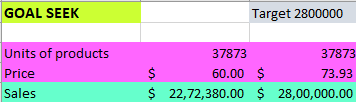 GOAL SEEK Target 2800000
Units of products 37873 37873
Price $ 60.00 $ 73.93
Sales $ 22,72,380.00 $ 28,00,000.00